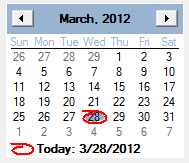 March, 2012
Sun Mon Tue Wed Thu Fri Sat
26 27 28 29 1 2 3
4 5 6 7 8 9 10
11 12 13 14 15 16 17
18 19 20 21 22 23 24
25 26 27 28 29 30 31
1 2 3 4 5 6 7
Today: 3/28/2012